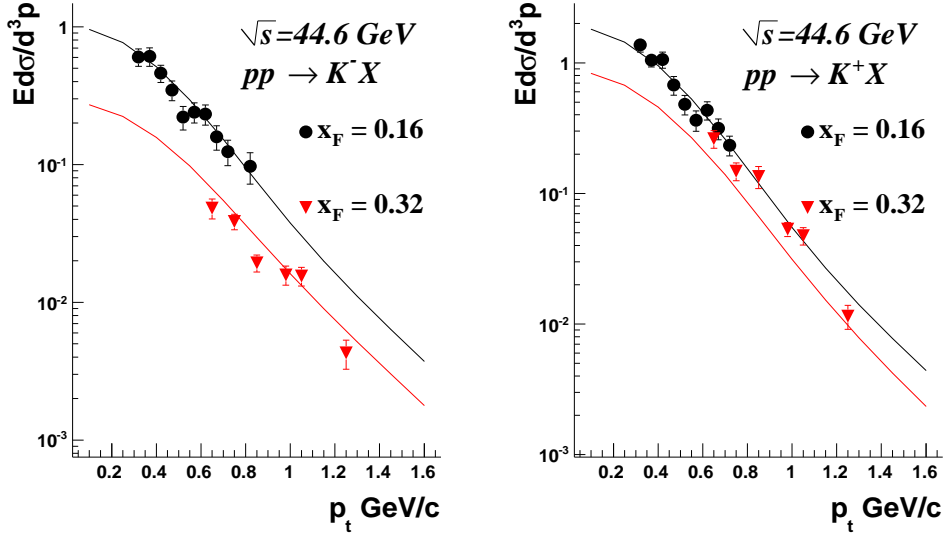 Edσ/d³p
√s=44.6 GeV
pp → K⁻X
x_F = 0.16
x_F = 0.32
1
10⁻¹
10⁻²
10⁻³
0.2 0.4 0.6 0.8 1 1.2 1.4 1.6
p_t GeV/c
Edσ/d³p
√s=44.6 GeV
pp → K⁺X
x_F = 0.16
x_F = 0.32
1
10⁻¹
10⁻²
10⁻³
0.2 0.4 0.6 0.8 1 1.2 1.4 1.6
p_t GeV/c